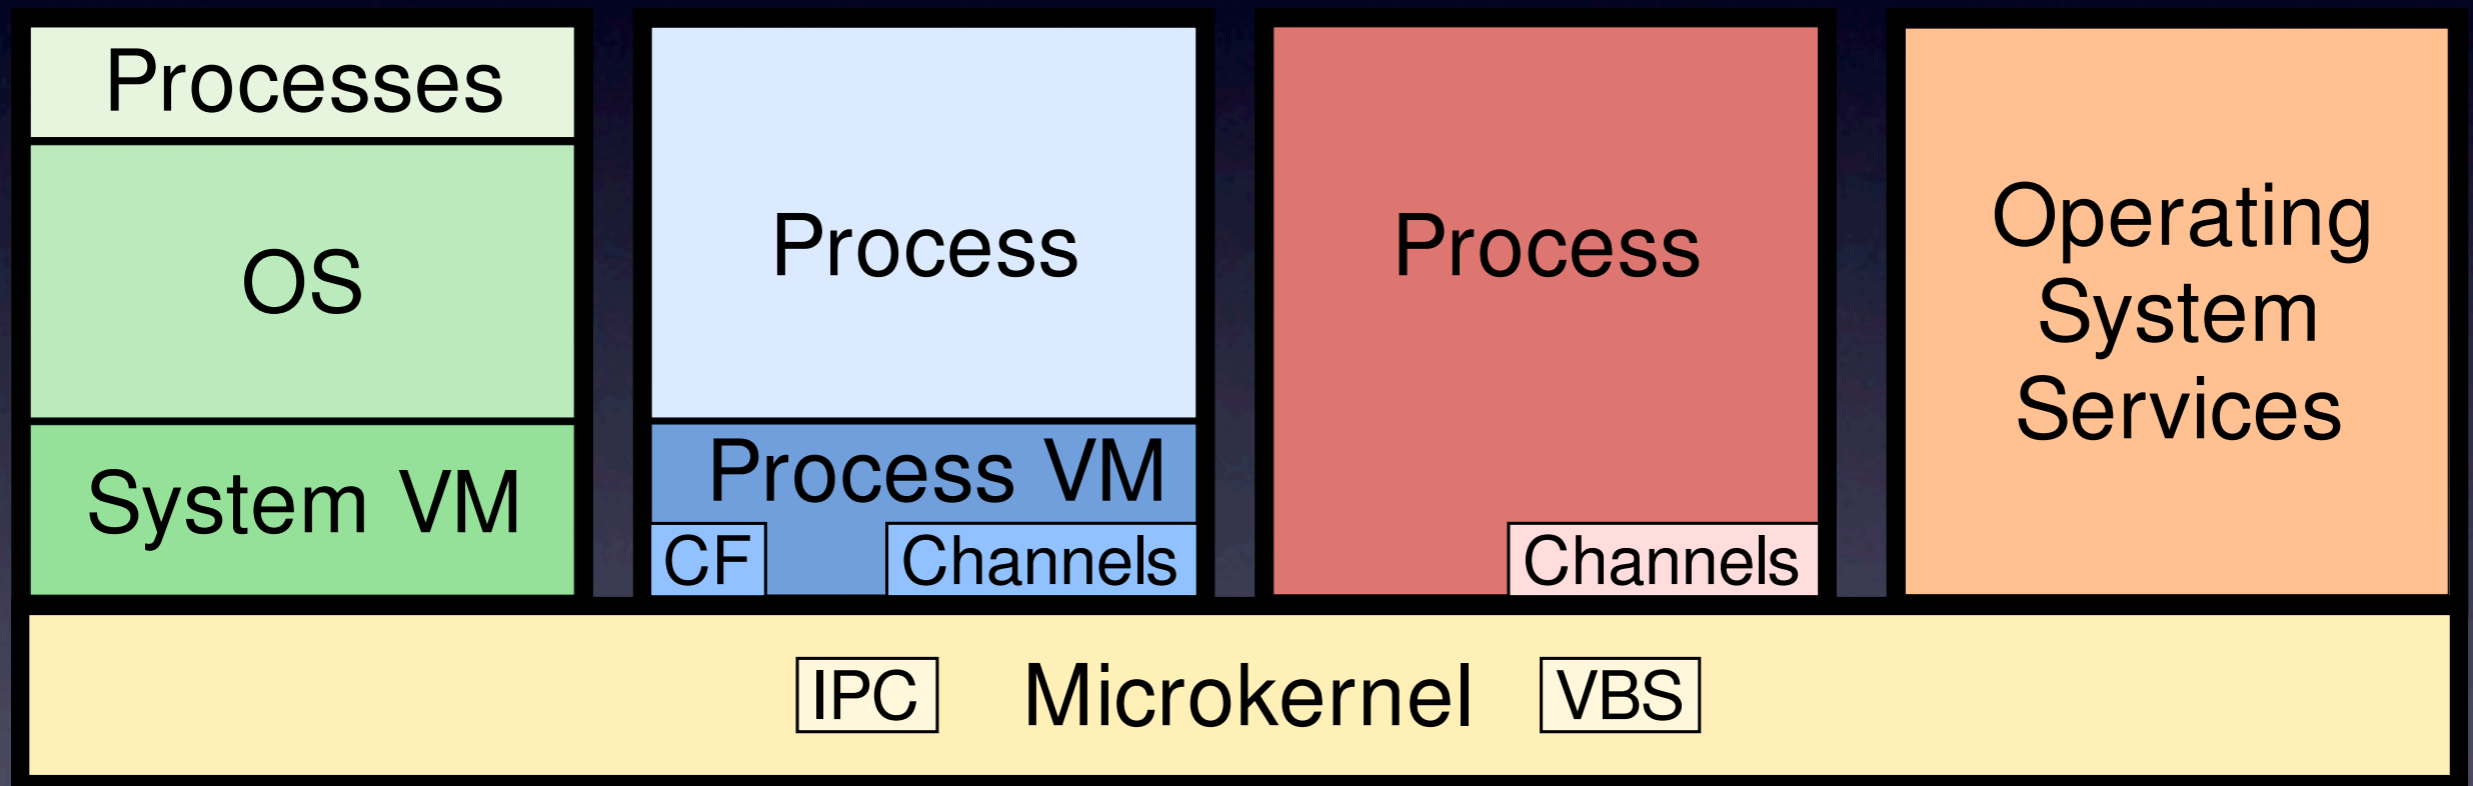 Processes
OS
System VM
Process
Process VM
CF
Channels
Process
Channels
Operating
System
Services
IPC
Microkernel
VBS